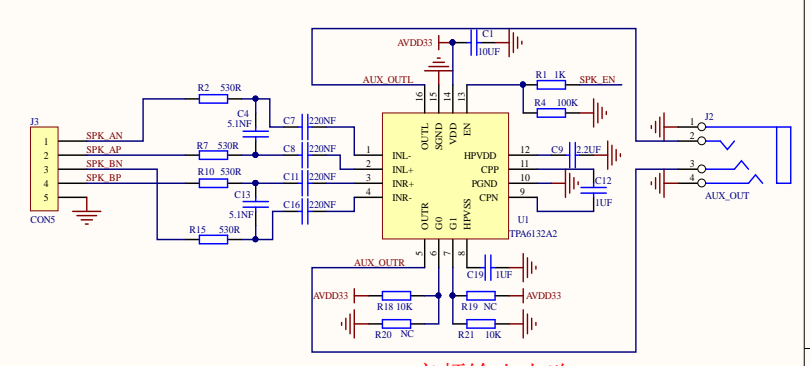 C1
AVDD33
10UF
AUX_OUTL
R1 1K
SPK_EN
R2 530R
16
15
14
13
R4 100K
J3
C4
5.1NF
C7 220NF
OUTL
SGND
VDD
EN
J2
SPK_AN
1
2
SPK_AP
R7 530R
C8 220NF
1
INL-
HPVDD
12
C9 2.2UF
2
INL+
CPP
11
3
SPK_BN
R10 530R
C11 220NF
3
INR+
PGND
10
C12
4
SPK_BP
C13
4
INR-
CPN
9
1UF
5
5.1NF
C16 220NF
OUTR
G0
G1
HPVSS
U1
TPA6132A2
CON5
R15 530R
5
6
7
8
1
2
3
4
AUX_OUT
AUX_OUTR
C19 1UF
AVDD33
R18 10K
R19 NC
AVDD33
R20 NC
R21 10K